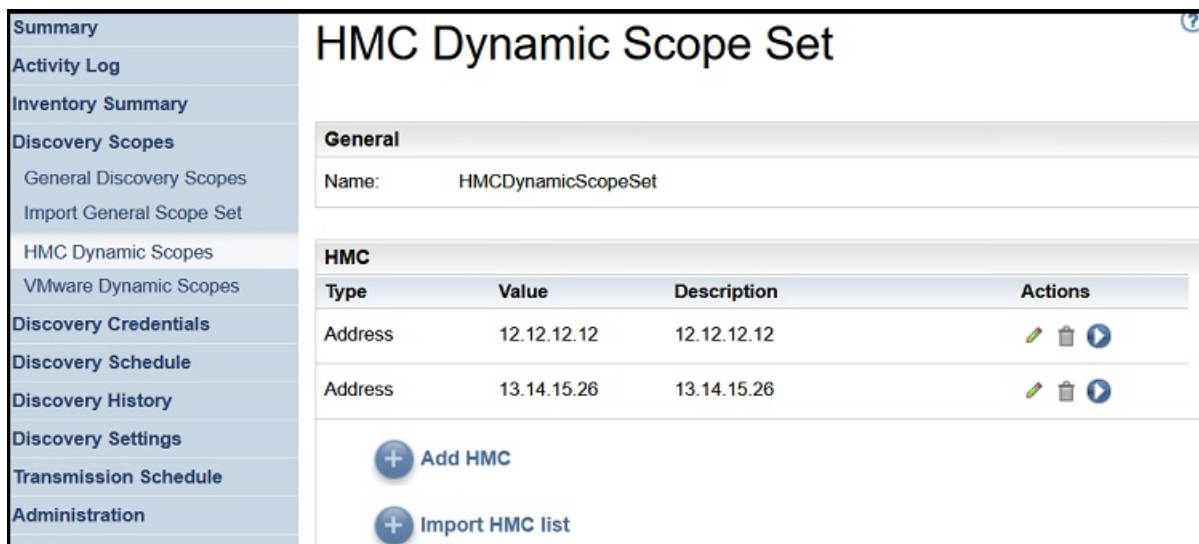 Summary
Activity Log
Inventory Summary
Discovery Scopes
General Discovery Scopes
Import General Scope Set
HMC Dynamic Scopes
VMware Dynamic Scopes
Discovery Credentials
Discovery Schedule
Discovery History
Discovery Settings
Transmission Schedule
Administration
HMC Dynamic Scope Set
?
General
Name: HMCDynamicScopeSet
HMC
Type Value Description Actions
Address 12.12.12.12 12.12.12.12
Address 13.14.15.26 13.14.15.26
Add HMC
Import HMC list